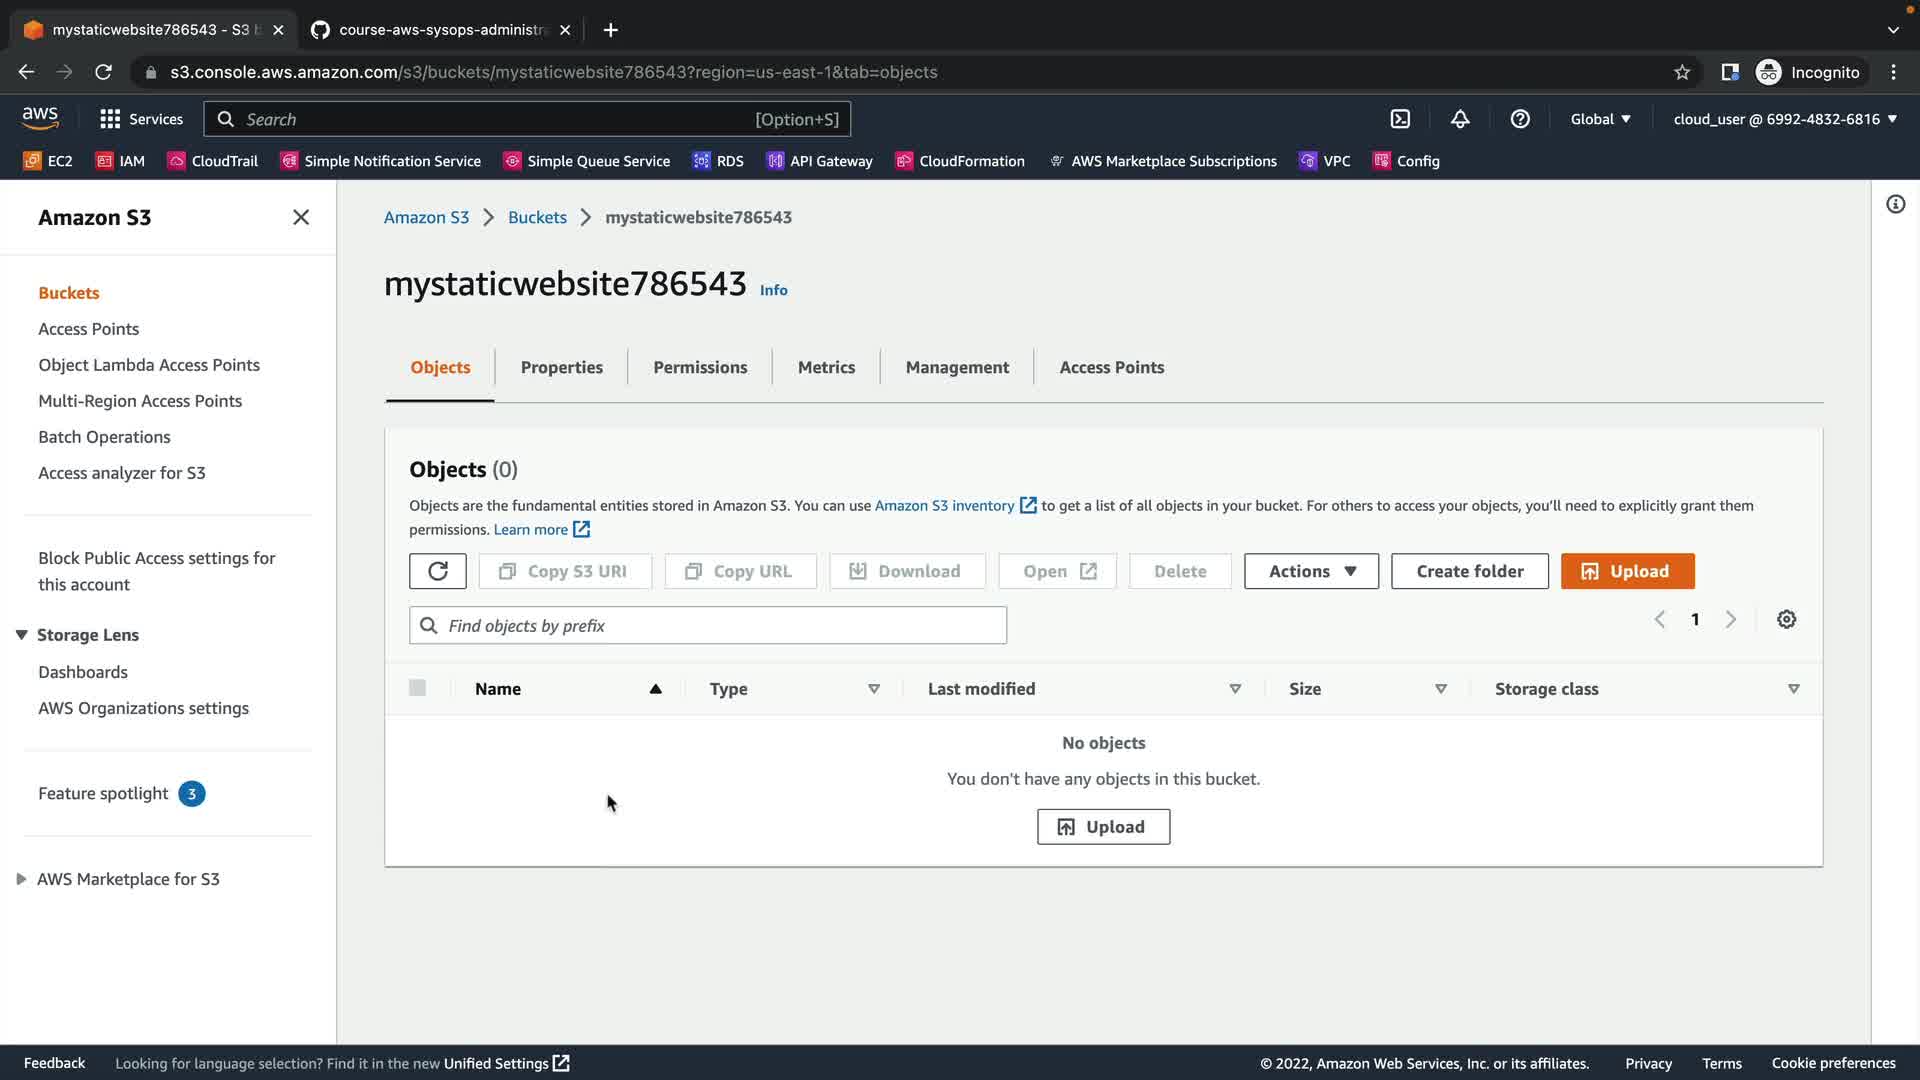 mystaticwebsite786543 - S3 b
course-aws-sysops-administra
s3.console.aws.amazon.com/s3/buckets/mystaticwebsite786543?region=us-east-1&tab=objects
Incognito
aws
Services
Search
[Option+S]
Global
cloud_user @ 6992-4832-6816
EC2
IAM
CloudTrail
Simple Notification Service
Simple Queue Service
RDS
API Gateway
CloudFormation
AWS Marketplace Subscriptions
VPC
Config
Amazon S3
Buckets
Access Points
Object Lambda Access Points
Multi-Region Access Points
Batch Operations
Access analyzer for S3
Block Public Access settings for
this account
Storage Lens
Dashboards
AWS Organizations settings
Feature spotlight 3
AWS Marketplace for S3
Amazon S3 > Buckets > mystaticwebsite786543
mystaticwebsite786543 Info
Objects
Properties
Permissions
Metrics
Management
Access Points
Objects (0)
Objects are the fundamental entities stored in Amazon S3. You can use Amazon S3 inventory to get a list of all objects in your bucket. For others to access your objects, you'll need to explicitly grant them
permissions. Learn more
Copy S3 URI
Copy URL
Download
Open
Delete
Actions
Create folder
Upload
Find objects by prefix
1
Name
Type
Last modified
Size
Storage class
No objects
You don't have any objects in this bucket.
Upload
Feedback
Looking for language selection? Find it in the new Unified Settings
© 2022, Amazon Web Services, Inc. or its affiliates.
Privacy
Terms
Cookie preferences